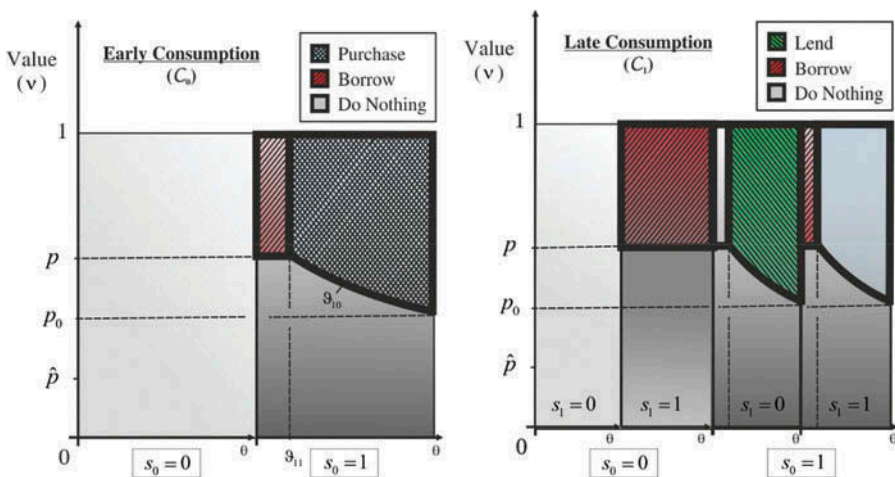 Value
(ν)
Early Consumption
(C₀)
Purchase
Borrow
Do Nothing
1
p
p₀
p̂
ϑ₁₀
0
θ
ϑ₁₁
θ
s₀ = 0
s₀ = 1
Value
(ν)
Late Consumption
(C₁)
Lend
Borrow
Do Nothing
1
p
p₀
p̂
s₁ = 0
s₁ = 1
s₁ = 0
s₁ = 1
0
θ
θ
θ
s₀ = 0
s₀ = 1